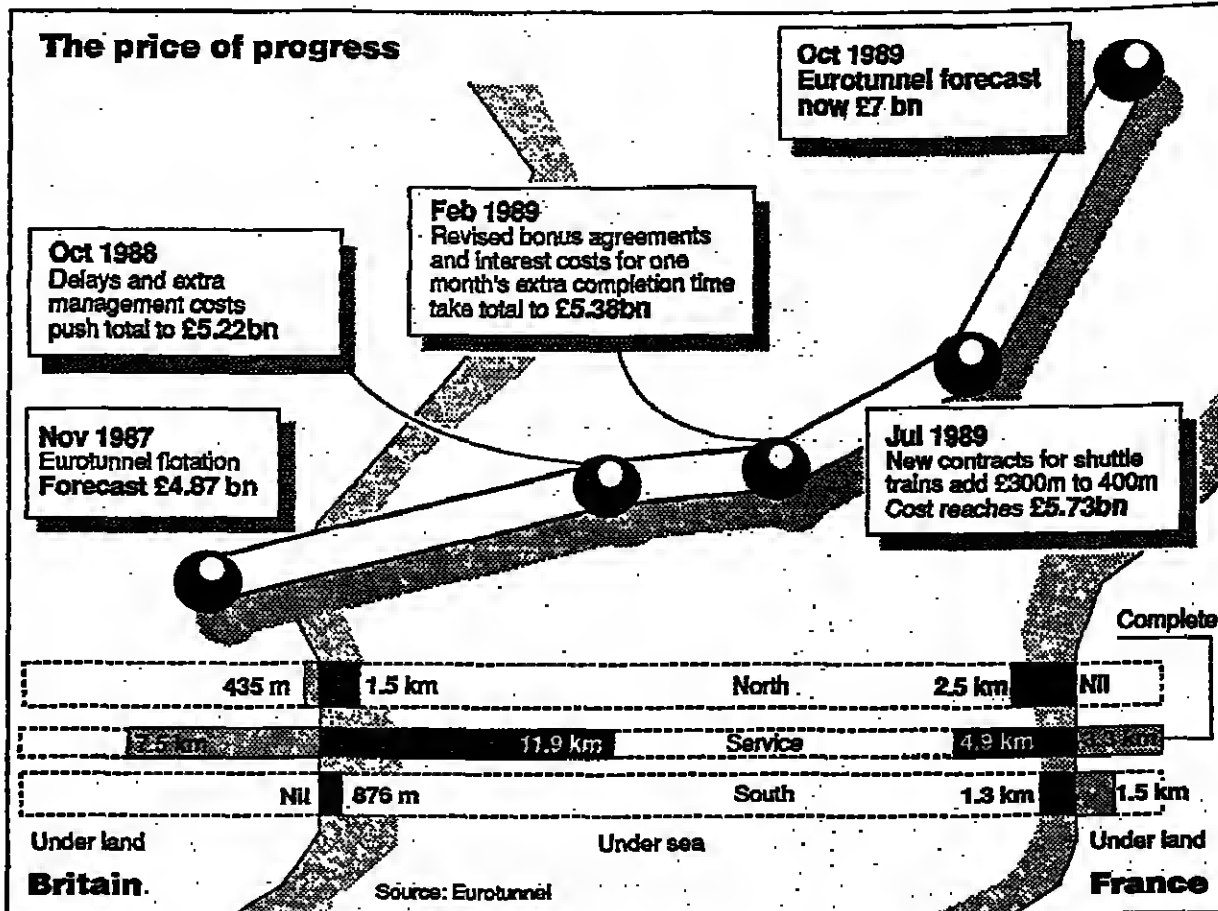 The price of progress
Oct 1989
Eurotunnel forecast
now £7 bn
Feb 1989
Revised bonus agreements
and interest costs for one
month's extra completion time
take total to £5.38bn
Oct 1988
Delays and extra
management costs
push total to £5.22bn
Nov 1987
Eurotunnel flotation
Forecast £4.87 bn
Jul 1989
New contracts for shuttle
trains add £300m to 400m
Cost reaches £5.73bn
Complete
435 m 1.5 km North 2.5 km Nil
7.5 km 11.9 km Service 4.9 km km
Nil 876 m South 1.3 km 1.5 km
Under land Under sea Under land
Britain Source: Eurotunnel France